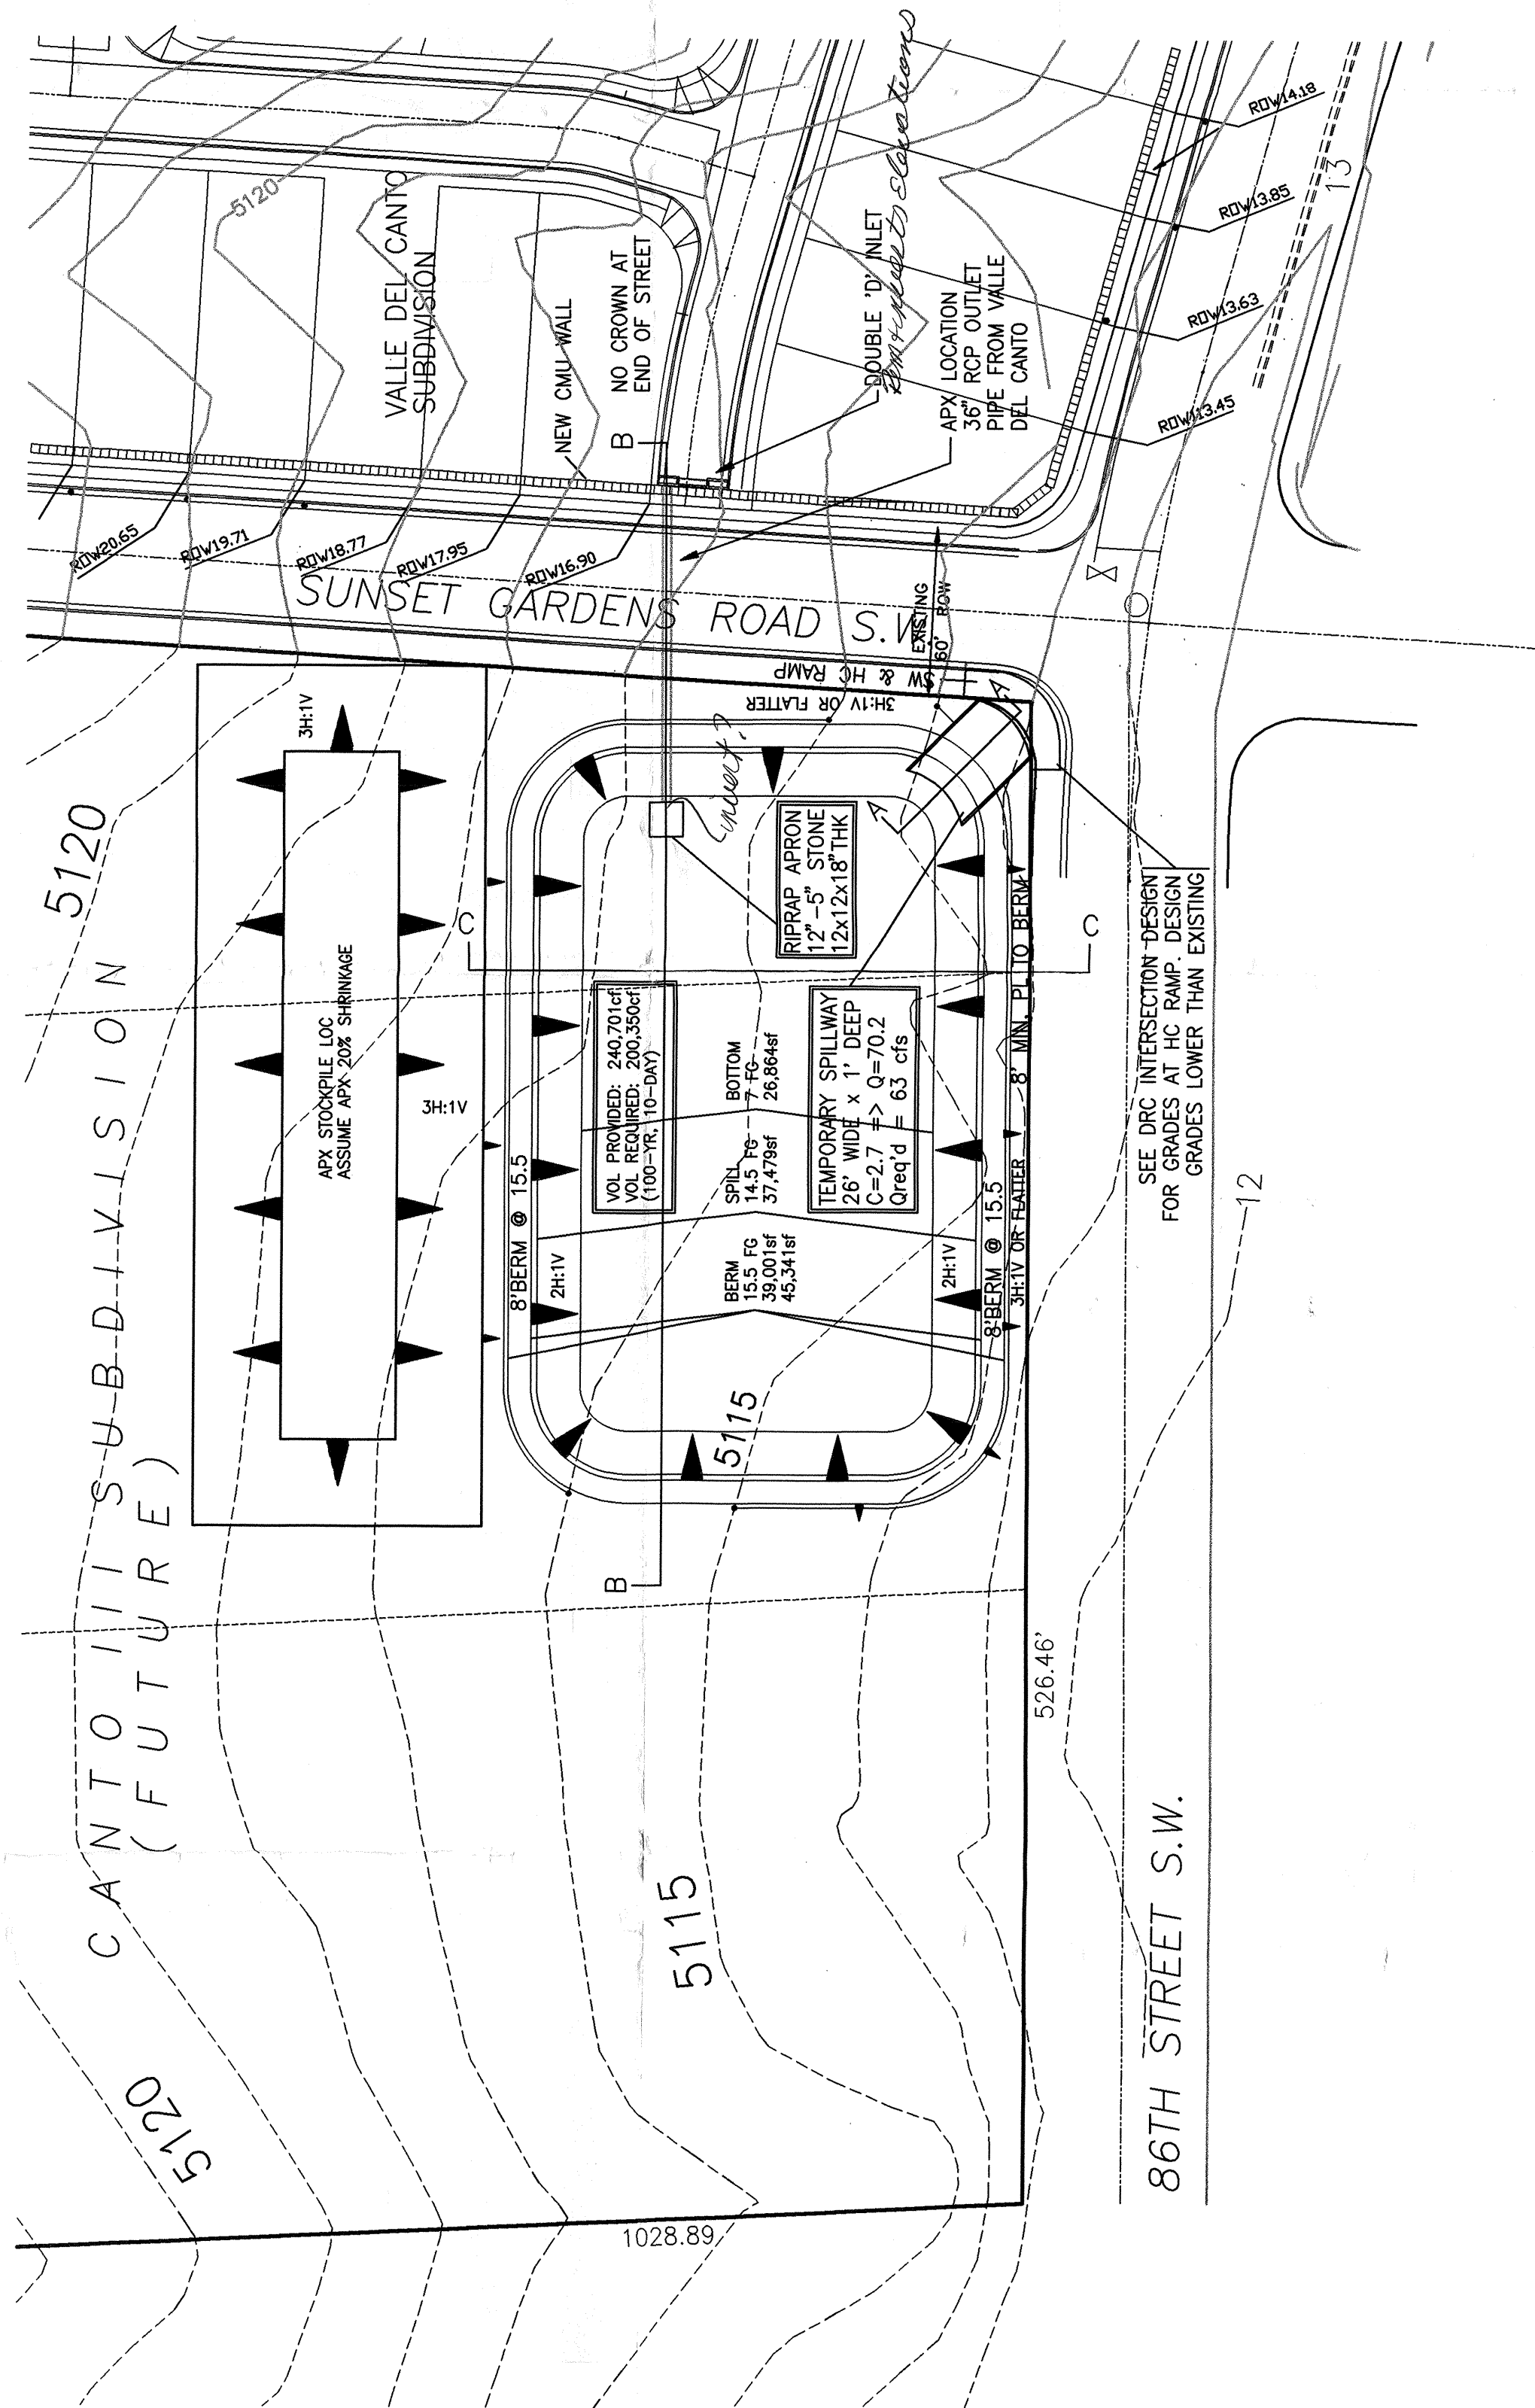 5120
VALLE DEL CANTO
SUBDIVISION
NEW CMU WALL
NO CROWN AT
END OF STREET
B
DOUBLE 'D' INLET
APX LOCATION
36" RCP OUTLET
PIPE FROM VALLE
DEL CANTO
ROW14.18
ROW13.85
ROW13.63
ROW13.45
13
ROW20.65
ROW19.71
ROW18.77
ROW17.95
ROW16.90
SUNSET GARDENS ROAD S.W.
EXISTING
60' ROW
SW & HC RAMP
3H:1V OR FLATTER
A
A
invert?
3H:1V
5120
APX STOCKPILE LOC
ASSUME APX 20% SHRINKAGE
3H:1V
C
C
RIPRAP APRON
12"-5" STONE
12x12x18"THK
VOL PROVIDED: 240,701cf
VOL REQUIRED: 200,350cf
(100-YR, 10-DAY)
BOTTOM
7 FG
26,864sf
SPILL
14.5 FG
37,479sf
BERM
15.5 FG
39,001sf
45,341sf
TEMPORARY SPILLWAY
26' WIDE x 1' DEEP
C=2.7 => Q=70.2
Qreq'd = 63 cfs
8'BERM @ 15.5
2H:1V
2H:1V
8'BERM @ 15.5
3H:1V OR FLATTER
8' MIN. PL TO BERM
SEE DRC INTERSECTION DESIGN
FOR GRADES AT HC RAMP. DESIGN
GRADES LOWER THAN EXISTING
12
5115
B
CANTO III SUBDIVISION
(FUTURE)
526.46'
5115
86TH STREET S.W.
5120
1028.89